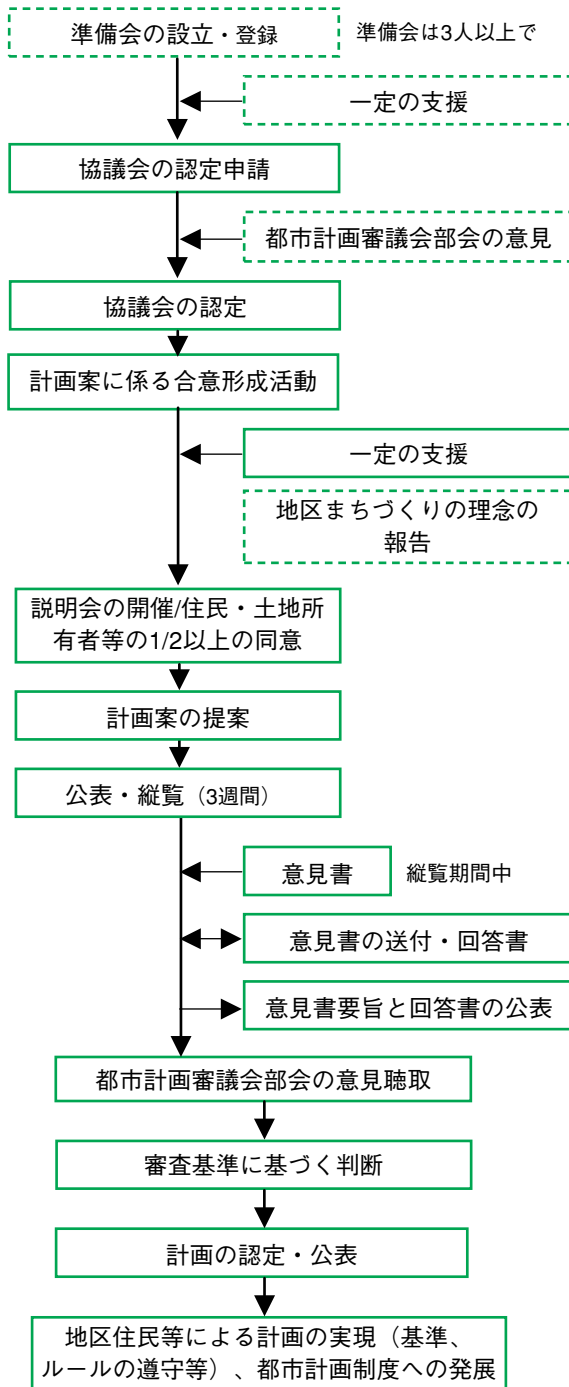 準備会の設立・登録
準備会は3人以上で
一定の支援
協議会の認定申請
都市計画審議会部会の意見
協議会の認定
計画案に係る合意形成活動
一定の支援
地区まちづくりの理念の
報告
説明会の開催/住民・土地所
有者等の1/2以上の同意
計画案の提案
公表・縦覧（3週間）
意見書
縦覧期間中
意見書の送付・回答書
意見書要旨と回答書の公表
都市計画審議会部会の意見聴取
審査基準に基づく判断
計画の認定・公表
地区住民等による計画の実現（基準、
ルールの遵守等）、都市計画制度への発展